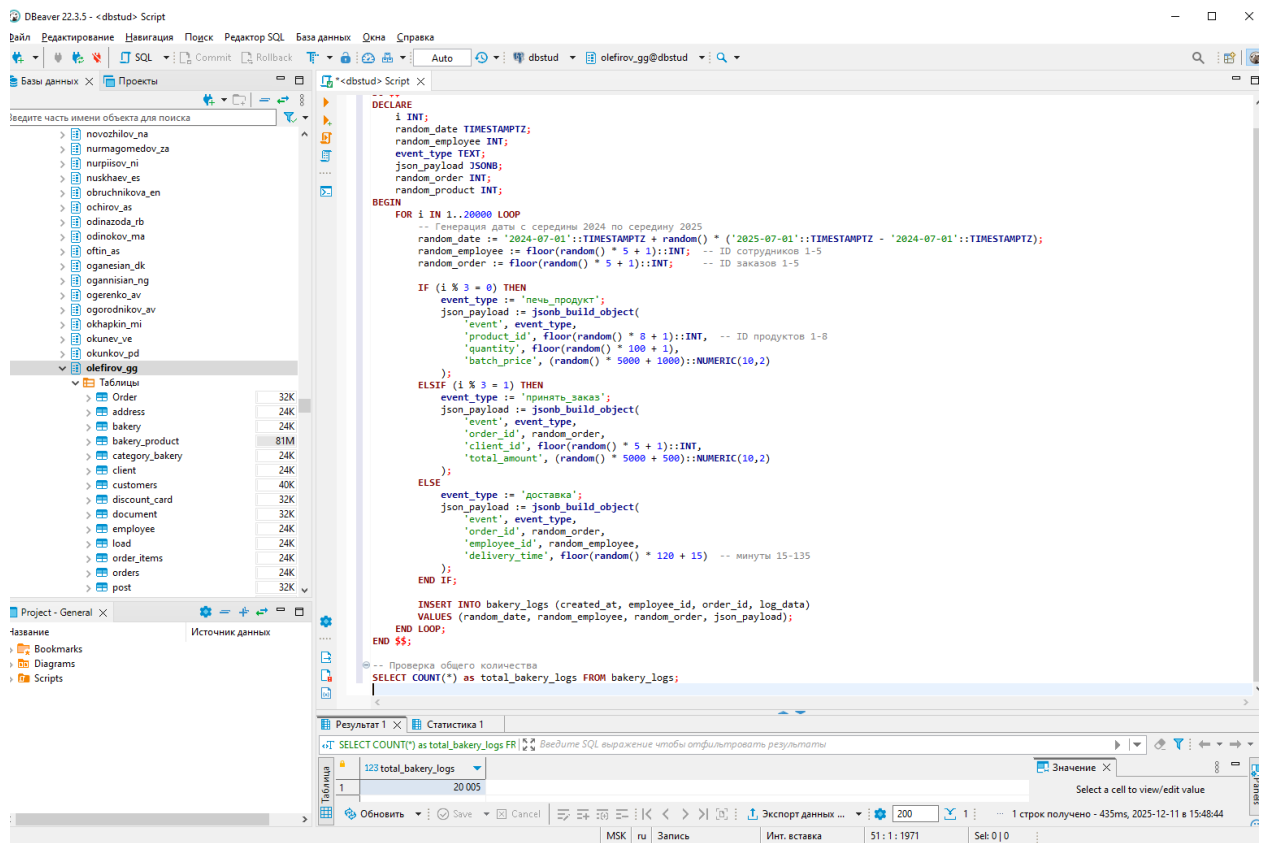 DBeaver 22.3.5 - <dbstud> Script
Файл Редактирование Навигация Поиск Редактор SQL База данных Окна Справка
SQL Commit Rollback Auto dbstud olefirov_gg@dbstud
Базы данных Проекты
Введите часть имени объекта для поиска
novozhilov_na
nurmagomedov_za
nurpiisov_ni
nuskhaev_es
obruchnikova_en
ochirov_as
odinazoda_rb
odinokov_ma
oftin_as
oganesian_dk
ogannisian_ng
ogerenko_av
ogorodnikov_av
okhapkin_mi
okunev_ve
okunkov_pd
olefirov_gg
Таблицы
Order 32K
address 24K
bakery 24K
bakery_product 81M
category_bakery 24K
client 24K
customers 40K
discount_card 32K
document 32K
employee 24K
load 24K
order_items 24K
orders 24K
post 32K
Project - General
Название Источник данных
Bookmarks
Diagrams
Scripts
*<dbstud> Script
DECLARE
i INT;
random_date TIMESTAMPTZ;
random_employee INT;
event_type TEXT;
json_payload JSONB;
random_order INT;
random_product INT;
BEGIN
FOR i IN 1..20000 LOOP
-- Генерация даты с середины 2024 по середину 2025
random_date := '2024-07-01'::TIMESTAMPTZ + random() * ('2025-07-01'::TIMESTAMPTZ - '2024-07-01'::TIMESTAMPTZ);
random_employee := floor(random() * 5 + 1)::INT; -- ID сотрудников 1-5
random_order := floor(random() * 5 + 1)::INT; -- ID заказов 1-5
IF (i % 3 = 0) THEN
event_type := 'печь_продукт';
json_payload := jsonb_build_object(
'event', event_type,
'product_id', floor(random() * 8 + 1)::INT, -- ID продуктов 1-8
'quantity', floor(random() * 100 + 1),
'batch_price', (random() * 5000 + 1000)::NUMERIC(10,2)
);
ELSIF (i % 3 = 1) THEN
event_type := 'принять_заказ';
json_payload := jsonb_build_object(
'event', event_type,
'order_id', random_order,
'client_id', floor(random() * 5 + 1)::INT,
'total_amount', (random() * 5000 + 500)::NUMERIC(10,2)
);
ELSE
event_type := 'доставка';
json_payload := jsonb_build_object(
'event', event_type,
'order_id', random_order,
'employee_id', random_employee,
'delivery_time', floor(random() * 120 + 15) -- минуты 15-135
);
END IF;
INSERT INTO bakery_logs (created_at, employee_id, order_id, log_data)
VALUES (random_date, random_employee, random_order, json_payload);
END LOOP;
END $$;
-- Проверка общего количества
SELECT COUNT(*) as total_bakery_logs FROM bakery_logs;
Результат 1 Статистика 1
SELECT COUNT(*) as total_bakery_logs FR Введите SQL выражение чтобы отфильтровать результаты
Таблица
123 total_bakery_logs
1 20 005
Значение
Select a cell to view/edit value
Panels
Обновить Save Cancel Экспорт данных ... 200 1 1 строк получено - 435ms, 2025-12-11 в 15:48:44
MSK ru Запись Инт. вставка 51 : 1 : 1971 Sel: 0 | 0